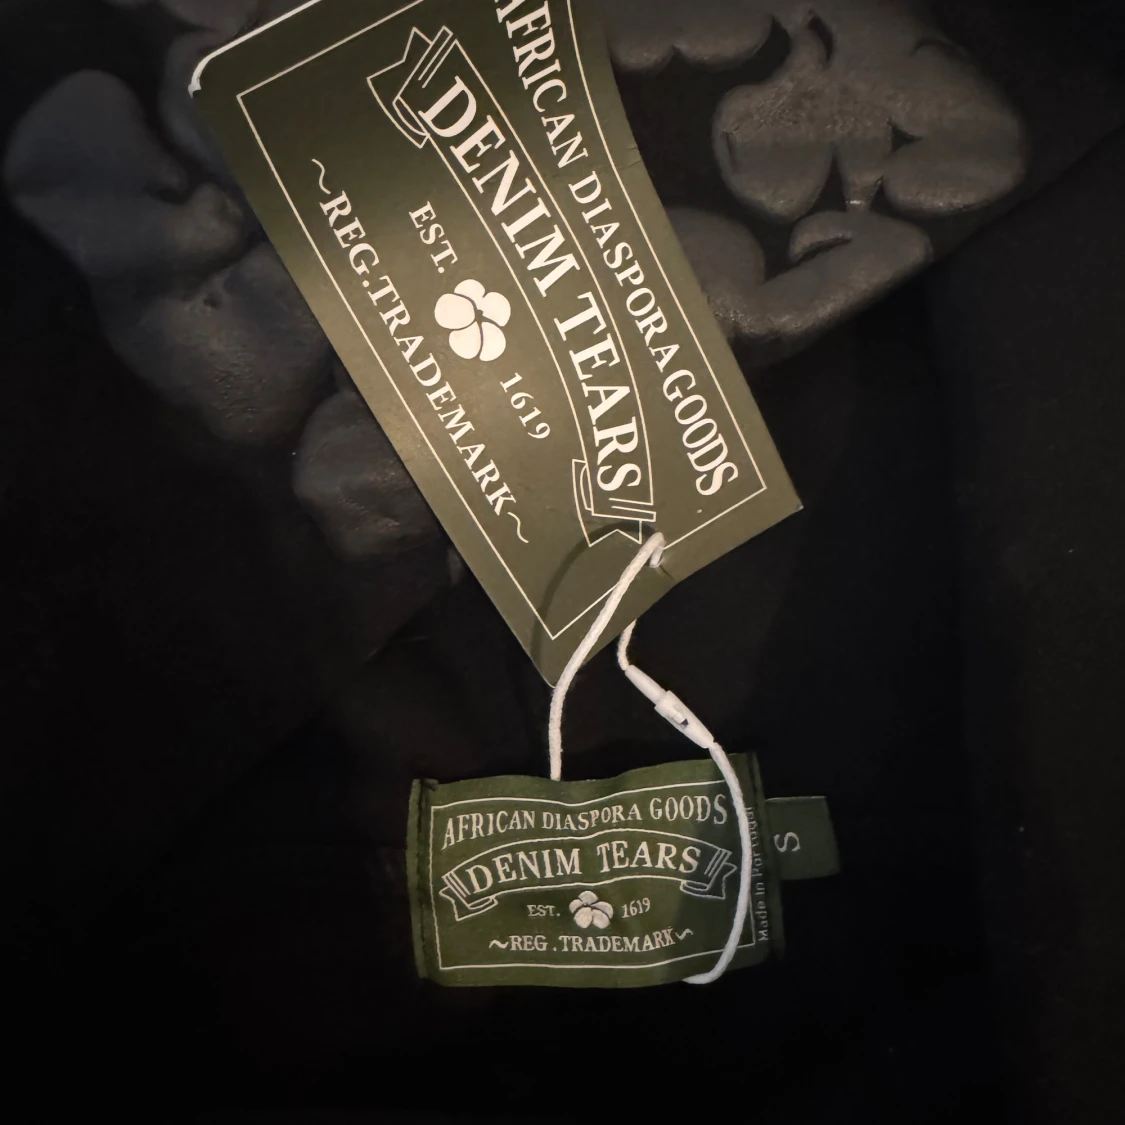 AFRICAN DIASPORA GOODS
DENIM TEARS
EST. 1619
~REG.TRADEMARK~
AFRICAN DIASPORA GOODS
DENIM TEARS
EST. 1619
~REG.TRADEMARK~
Made in Portugal
S